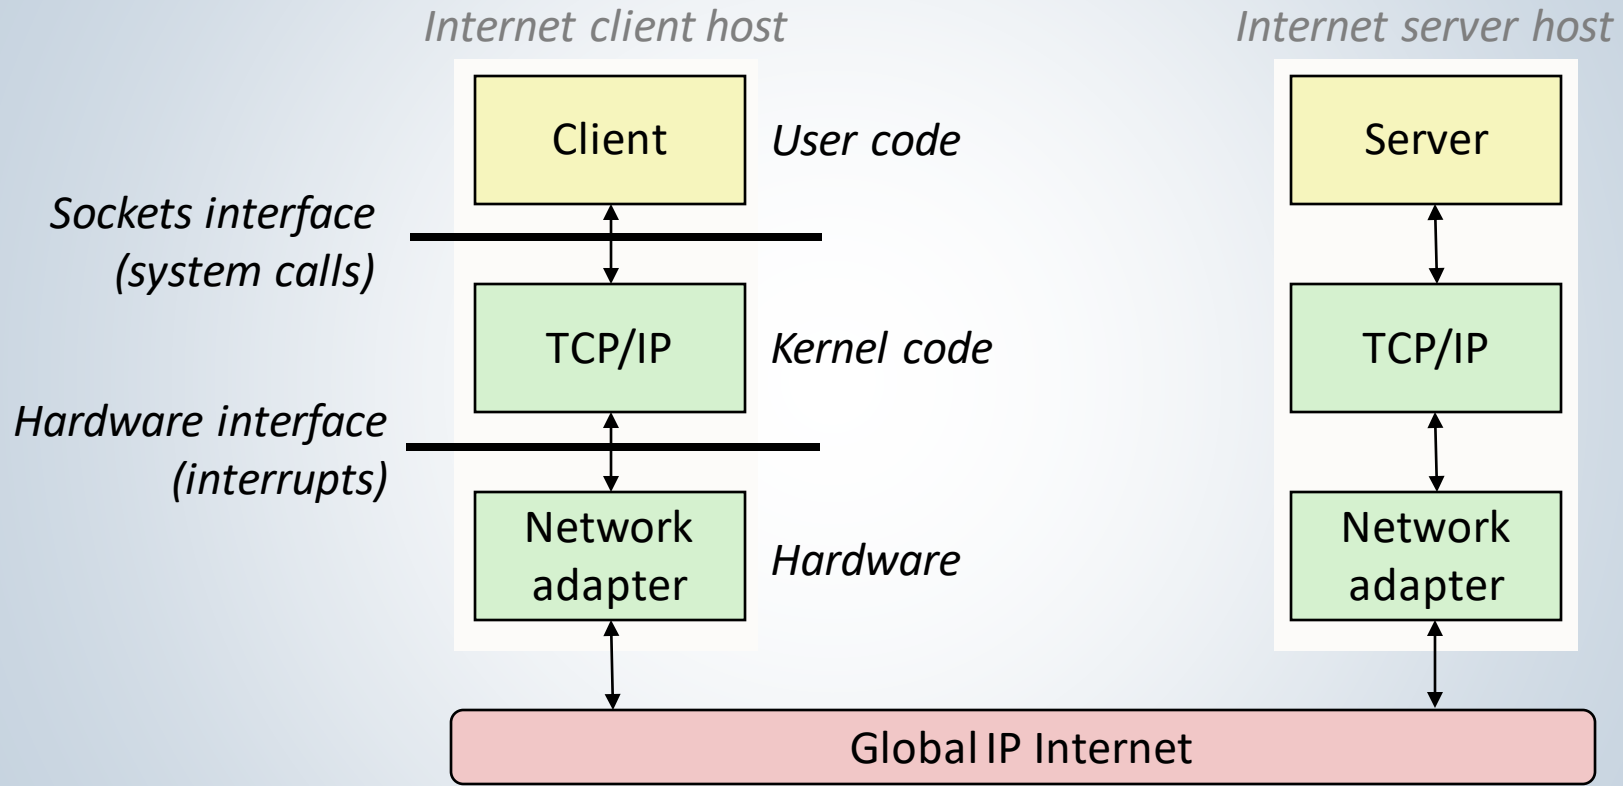 Internet client host
Internet server host
Client
User code
Server
Sockets interface
(system calls)
TCP/IP
Kernel code
TCP/IP
Hardware interface
(interrupts)
Network
adapter
Hardware
Network
adapter
Global IP Internet